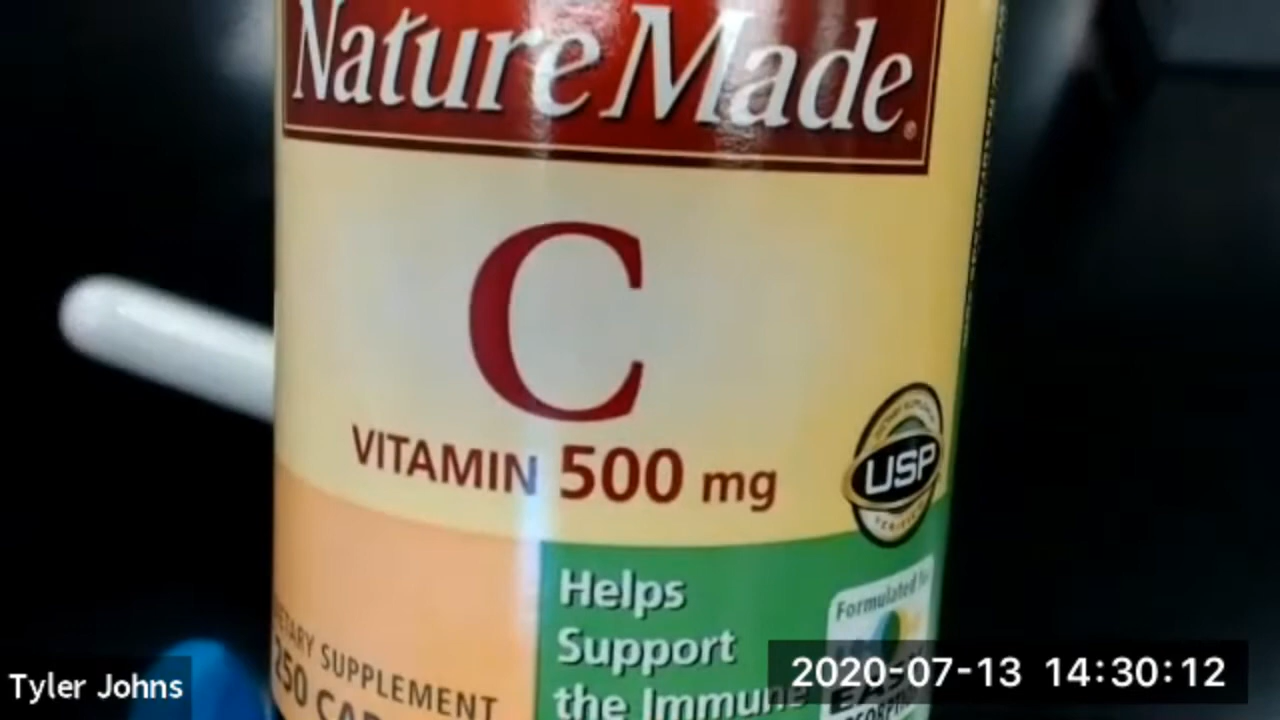 Nature Made®
C
VITAMIN 500 mg
USP
Helps
Support
the Immune
Formulated
DIETARY SUPPLEMENT
250
Tyler Johns
2020-07-13 14:30:12